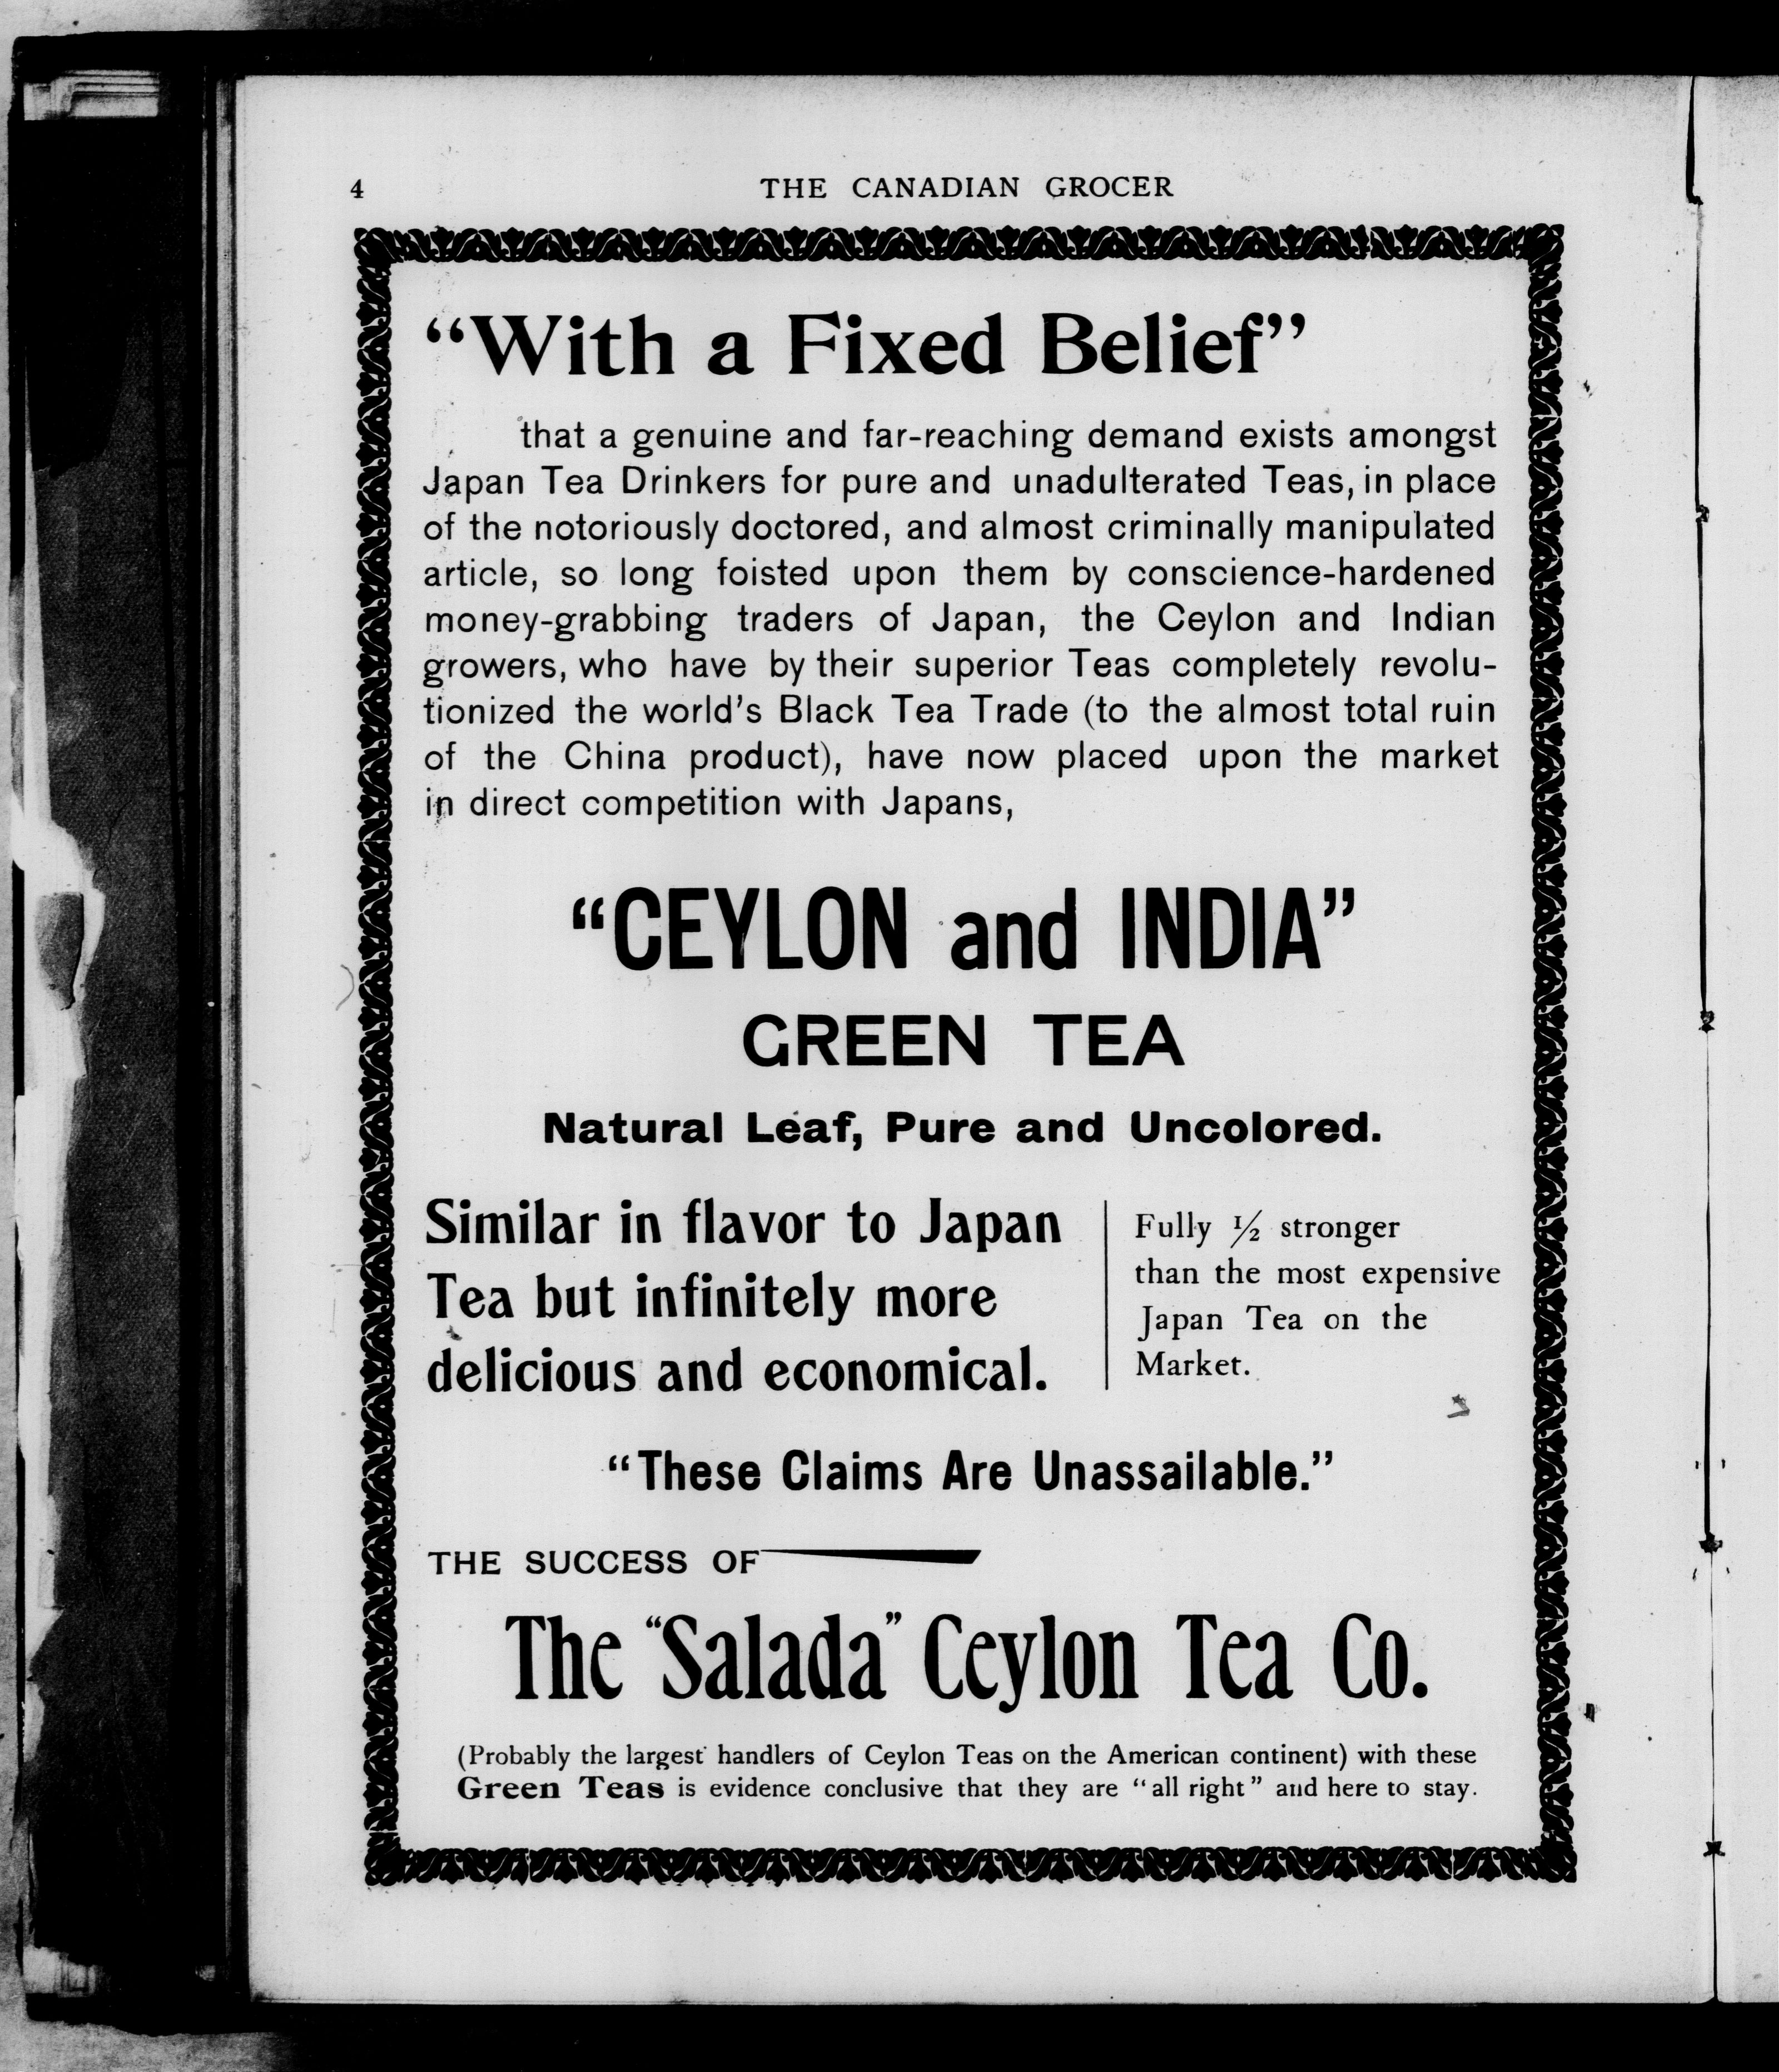 4
THE CANADIAN GROCER
“With a Fixed Belief”
that a genuine and far-reaching demand exists amongst
Japan Tea Drinkers for pure and unadulterated Teas, in place
of the notoriously doctored, and almost criminally manipulated
article, so long foisted upon them by conscience-hardened
money-grabbing traders of Japan, the Ceylon and Indian
growers, who have by their superior Teas completely revolu-
tionized the world's Black Tea Trade (to the almost total ruin
of the China product), have now placed upon the market
in direct competition with Japans,
“CEYLON and INDIA”
GREEN TEA
Natural Leaf, Pure and Uncolored.
Similar in flavor to Japan
Tea but infinitely more
delicious and economical.
Fully ½ stronger
than the most expensive
Japan Tea on the
Market.
“These Claims Are Unassailable.”
THE SUCCESS OF
The “Salada” Ceylon Tea Co.
(Probably the largest handlers of Ceylon Teas on the American continent) with these
Green Teas is evidence conclusive that they are “all right” and here to stay.